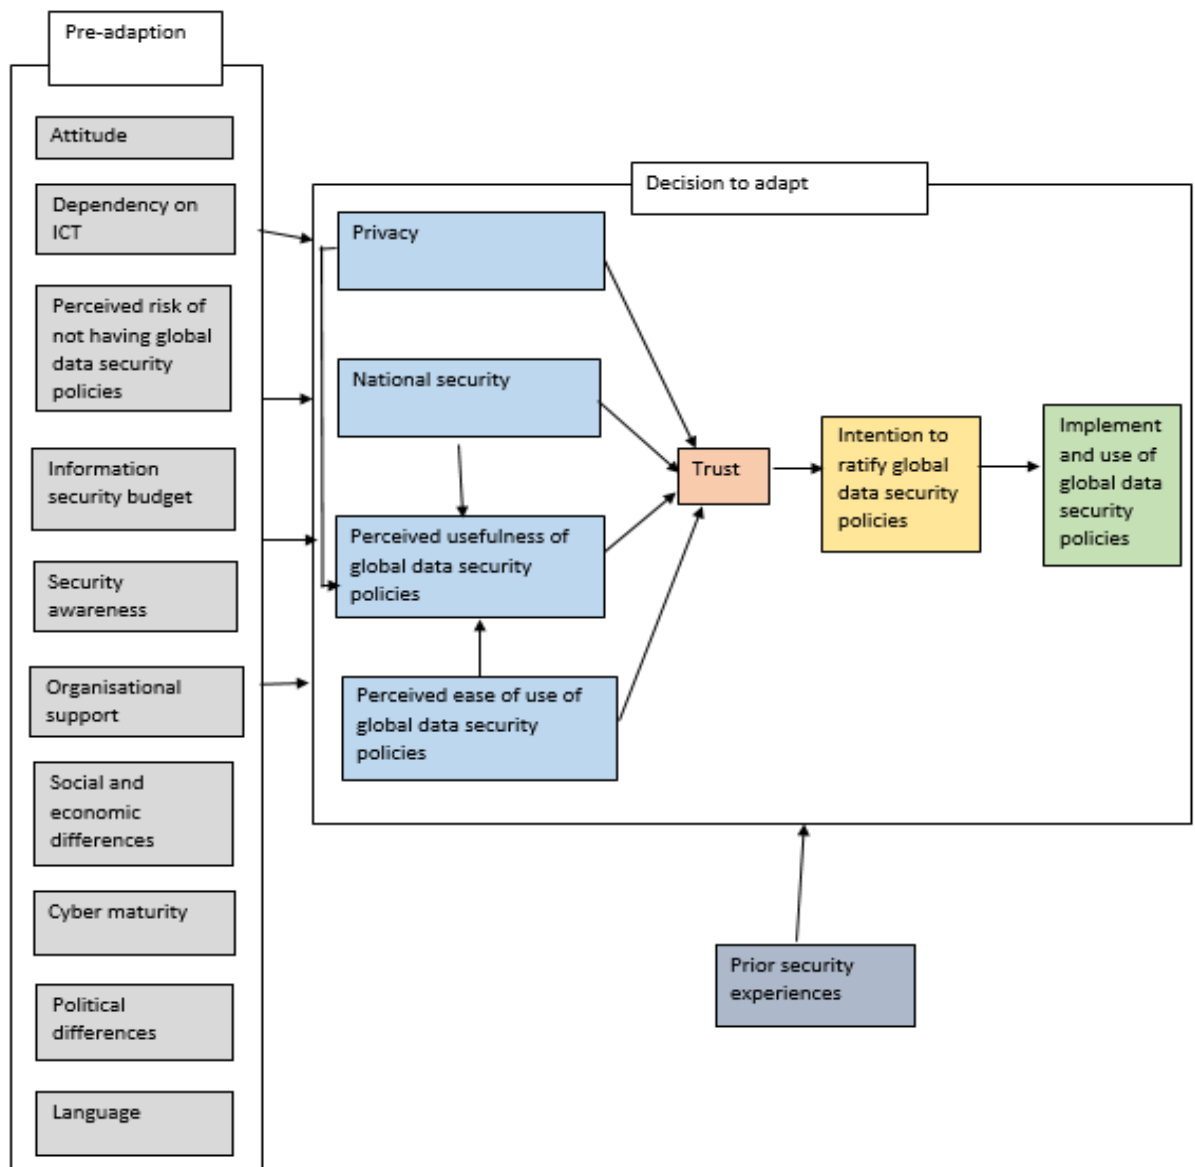 Pre-adaption
Attitude
Dependency on
ICT
Perceived risk of
not having global
data security
policies
Information
security budget
Security
awareness
Organisational
support
Social and
economic
differences
Cyber maturity
Political
differences
Language
Decision to adapt
Privacy
National security
Perceived usefulness of
global data security
policies
Perceived ease of use of
global data security
policies
Trust
Intention to
ratify global
data security
policies
Implement
and use of
global data
security
policies
Prior security
experiences